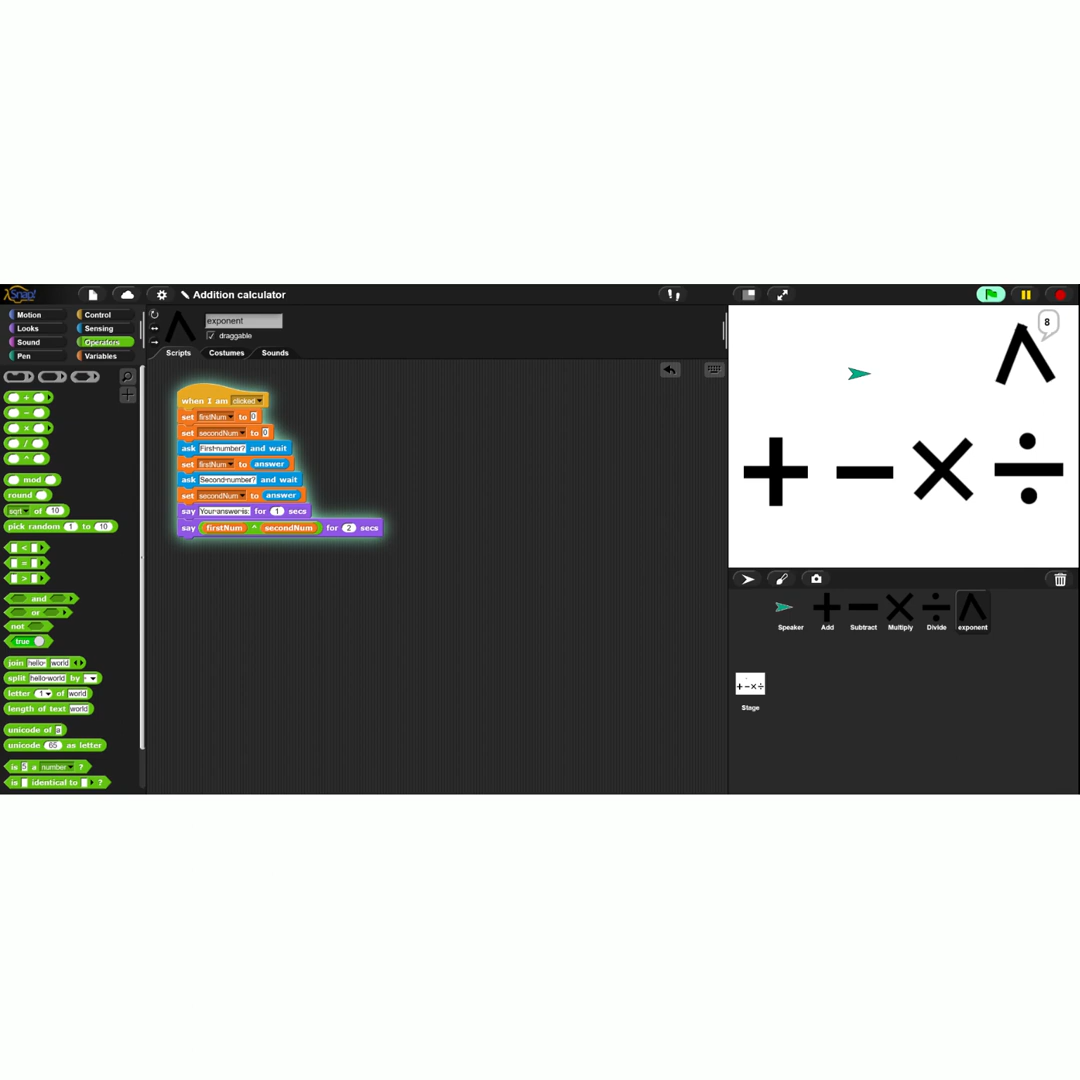 Snap!
Addition calculator
Motion Control
Looks Sensing
Sound Operators
Pen Variables
exponent
draggable
Scripts Costumes Sounds
+
−
×
/
^
mod
round
sqrt of 10
pick random 1 to 10
<
=
>
and
or
not
true
join hello world
split hello world by
letter 1 of world
length of text world
unicode of a
unicode 65 as letter
is 5 a number ?
is identical to ?
when I am clicked
set firstNum to 0
set secondNum to 0
ask First number? and wait
set firstNum to answer
ask Second number? and wait
set secondNum to answer
say Your answer is: for 1 secs
say firstNum ^ secondNum for 2 secs
8
Speaker Add Subtract Multiply Divide exponent
Stage